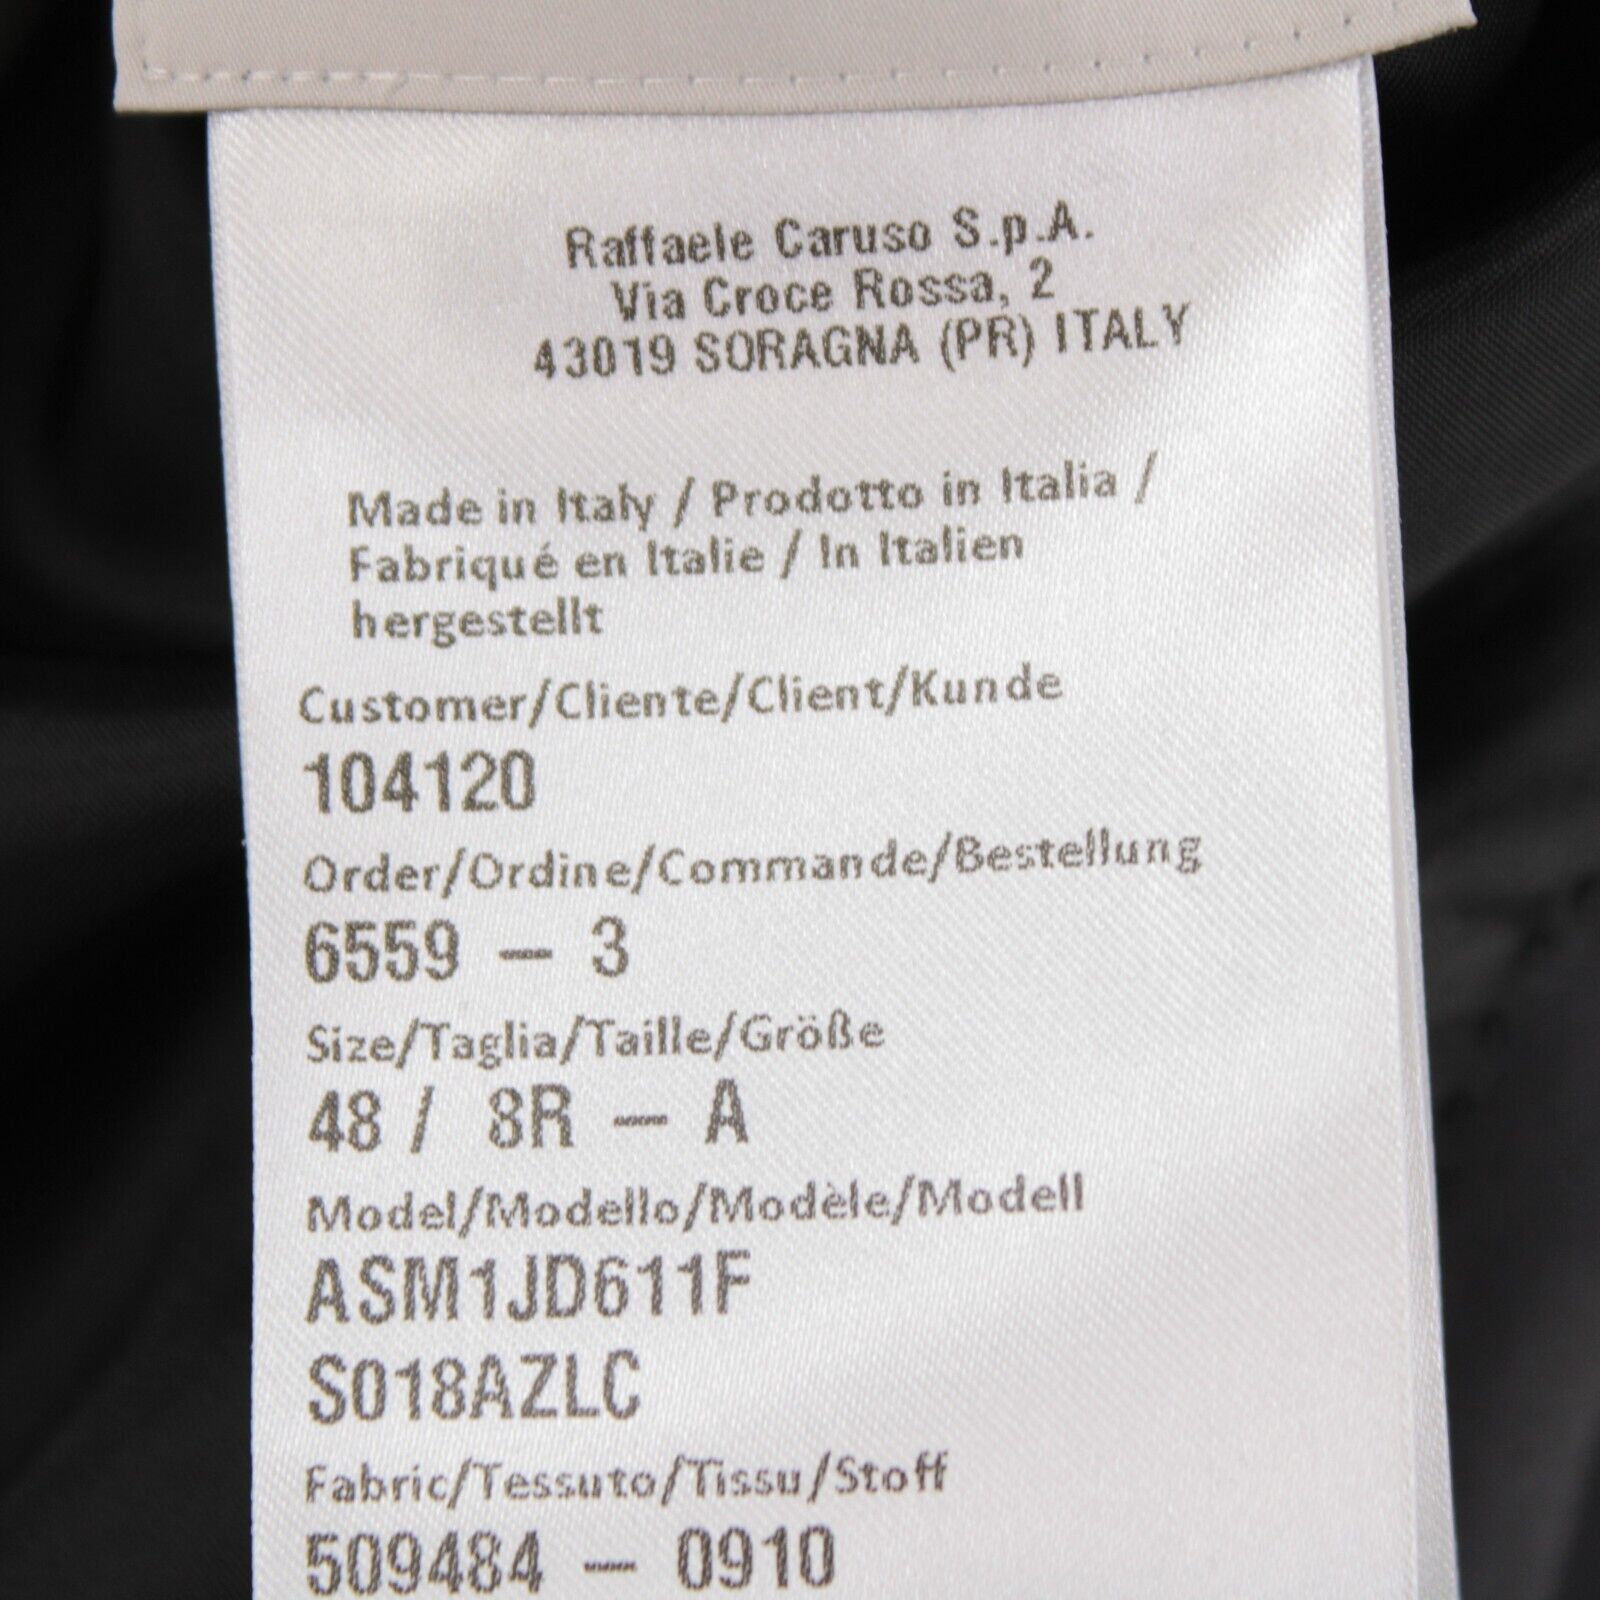 Raffaele Caruso S.p.A.
Via Croce Rossa, 2
43019 SORAGNA (PR) ITALY
Made in Italy / Prodotto in Italia /
Fabriqué en Italie / In Italien
hergestellt
Customer/Cliente/Client/Kunde
104120
Order/Ordine/Commande/Bestellung
6559 – 3
Size/Taglia/Taille/Größe
48 / 8R – A
Model/Modello/Modèle/Modell
ASM1JD611F
S018AZLC
Fabric/Tessuto/Tissu/Stoff
509484 – 0910